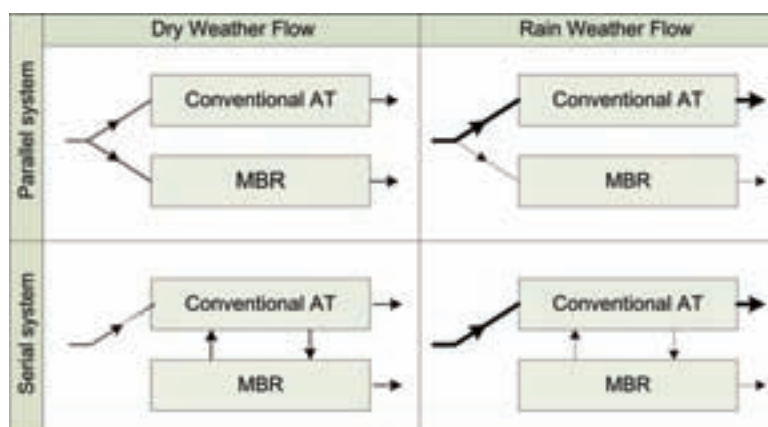 Dry Weather Flow
Rain Weather Flow
Parallel system
Conventional AT
MBR
Conventional AT
MBR
Serial system
Conventional AT
MBR
Conventional AT
MBR